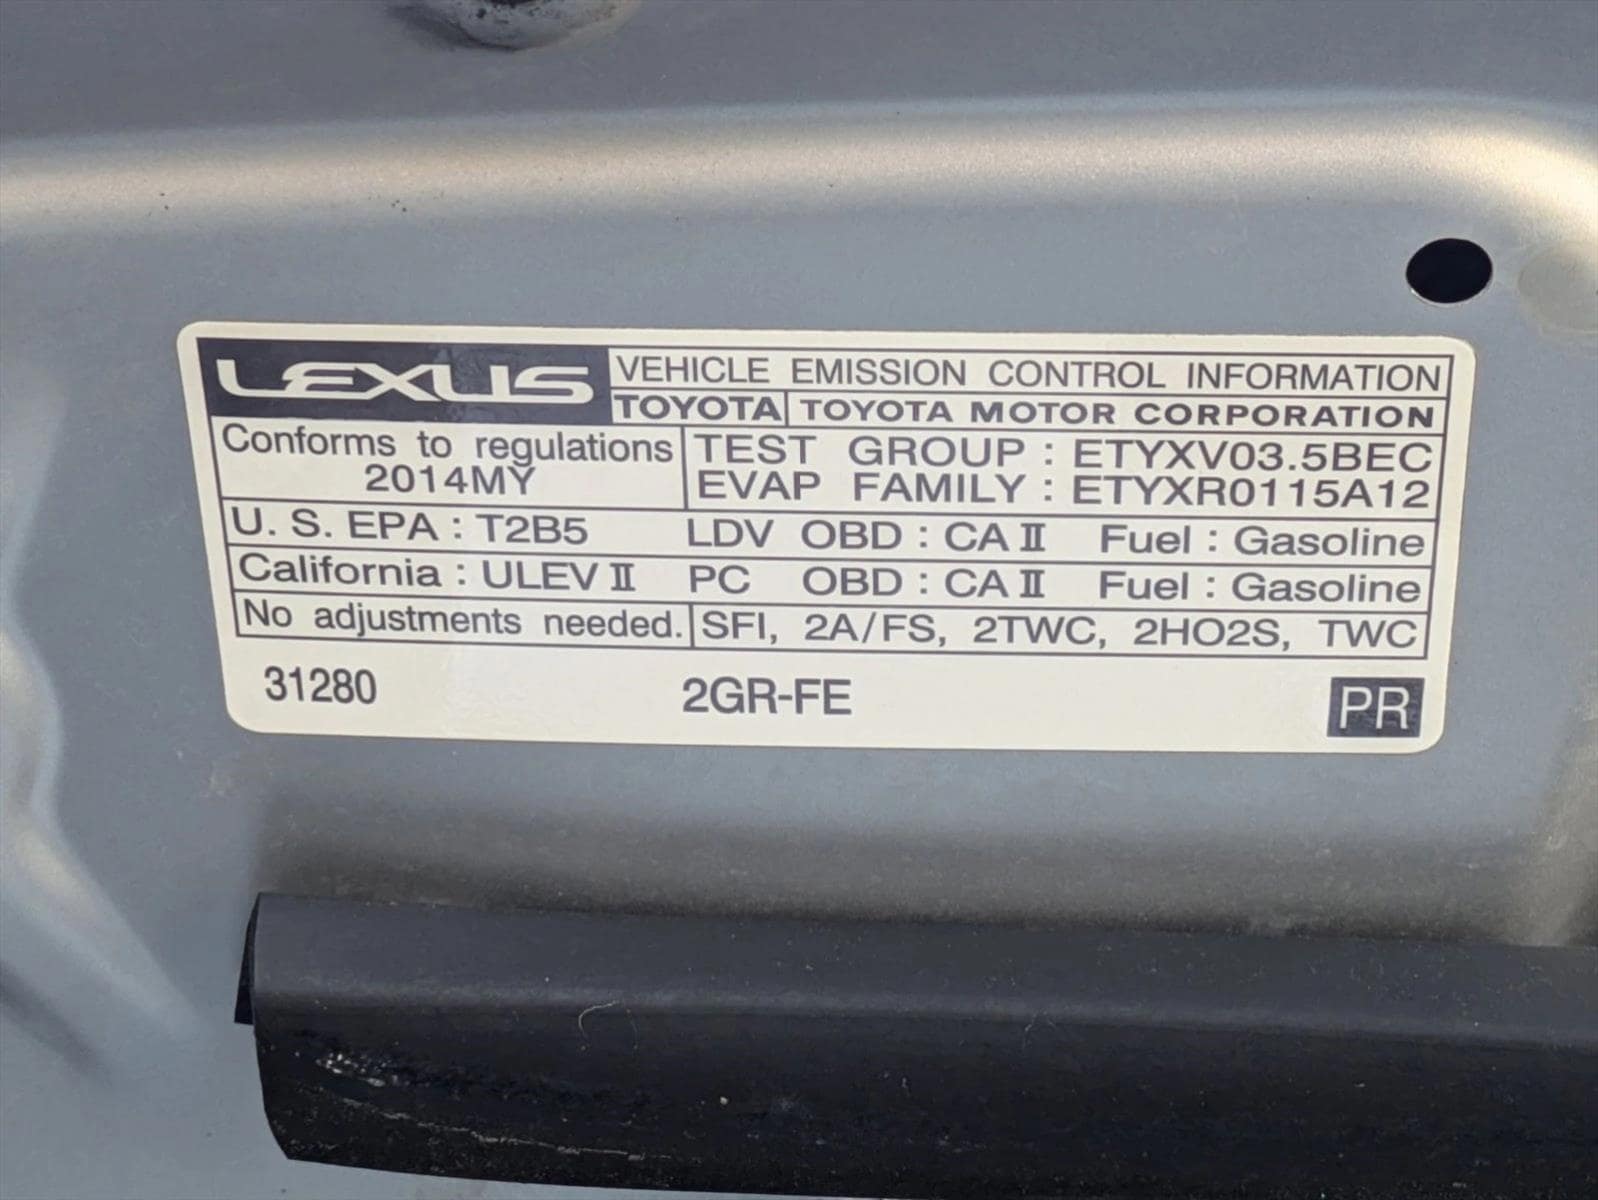 LEXUS VEHICLE EMISSION CONTROL INFORMATION
TOYOTA TOYOTA MOTOR CORPORATION
Conforms to regulations
2014MY
TEST GROUP : ETYXV03.5BEC
EVAP FAMILY : ETYXR0115A12
U. S. EPA : T2B5 LDV OBD : CA II Fuel : Gasoline
California : ULEV II PC OBD : CA II Fuel : Gasoline
No adjustments needed. SFI, 2A/FS, 2TWC, 2HO2S, TWC
31280 2GR-FE PR